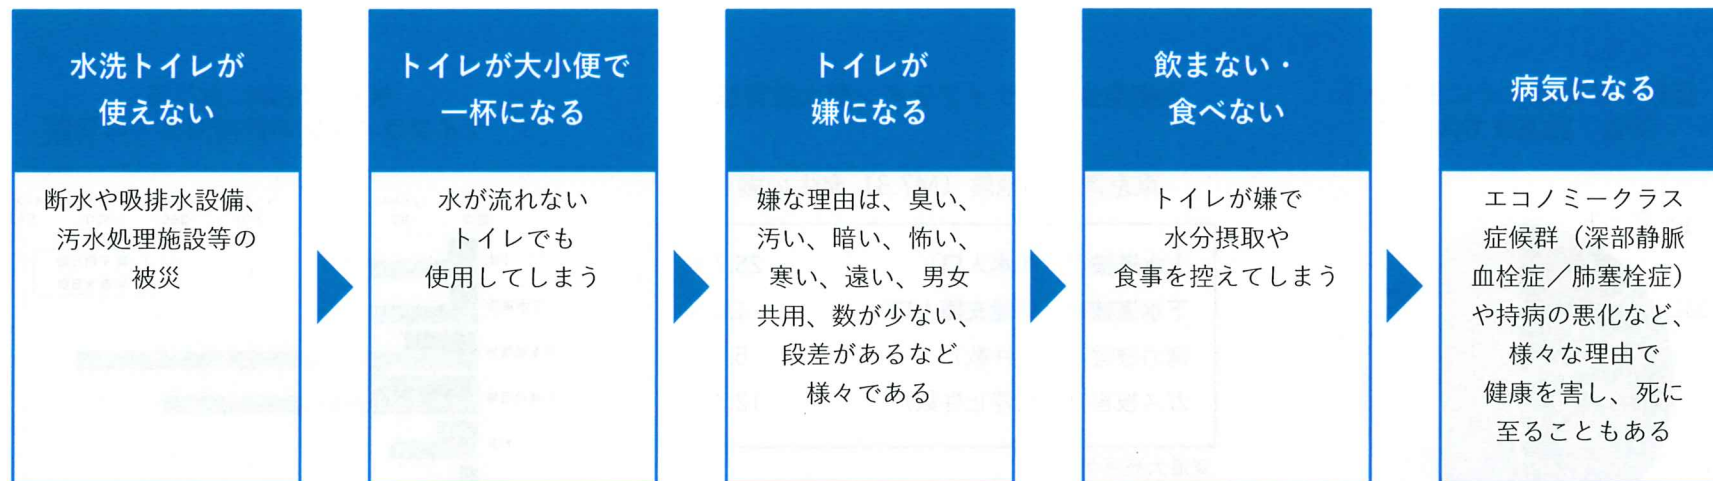 水洗トイレが
使えない
断水や吸排水設備、
汚水処理施設等の
被災
トイレが大小便で
一杯になる
水が流れない
トイレでも
使用してしまう
トイレが
嫌になる
嫌な理由は、臭い、
汚い、暗い、怖い、
寒い、遠い、男女
共用、数が少ない、
段差があるなど
様々である
飲まない・
食べない
トイレが嫌で
水分摂取や
食事を控えてしまう
病気になる
エコノミークラス
症候群（深部静脈
血栓症／肺塞栓症）
や持病の悪化など、
様々な理由で
健康を害し、死に
至ることもある